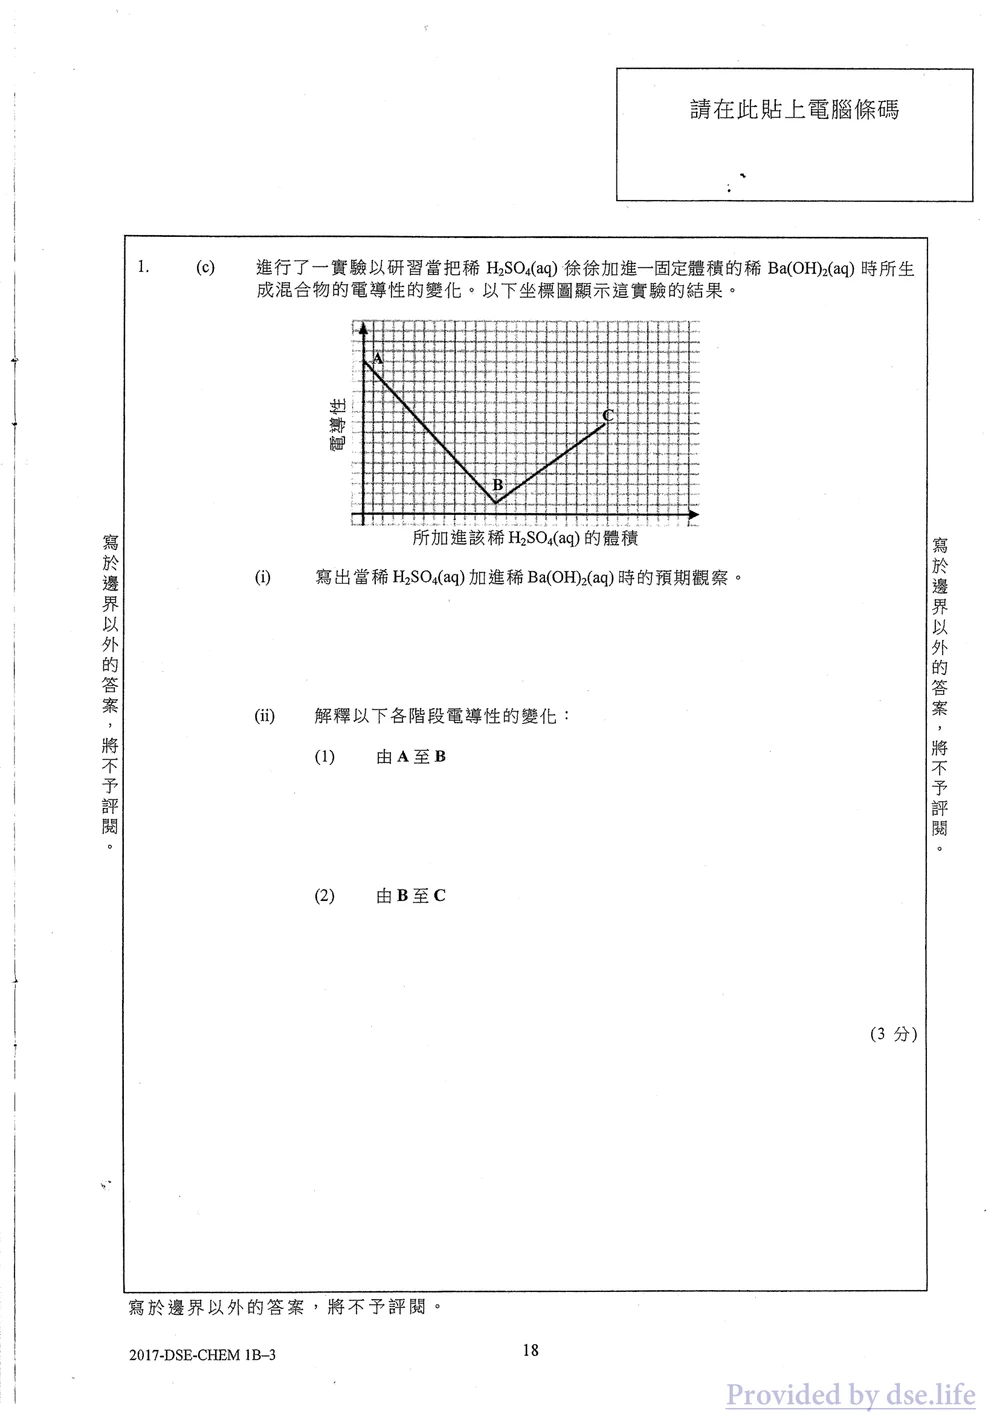 請在此貼上電腦條碼
1. (c) 進行了一實驗以研習當把稀 H₂SO₄(aq) 徐徐加進一固定體積的稀 Ba(OH)₂(aq) 時所生
成混合物的電導性的變化。以下坐標圖顯示這實驗的結果。
A
C
B
電導性
所加進該稀 H₂SO₄(aq) 的體積
(i) 寫出當稀 H₂SO₄(aq) 加進稀 Ba(OH)₂(aq) 時的預期觀察。
(ii) 解釋以下各階段電導性的變化：
(1) 由 A 至 B
(2) 由 B 至 C
(3 分)
寫於邊界以外的答案，將不予評閱。
寫於邊界以外的答案，將不予評閱。
寫於邊界以外的答案，將不予評閱。
2017-DSE-CHEM 1B–3
18
Provided by dse.life